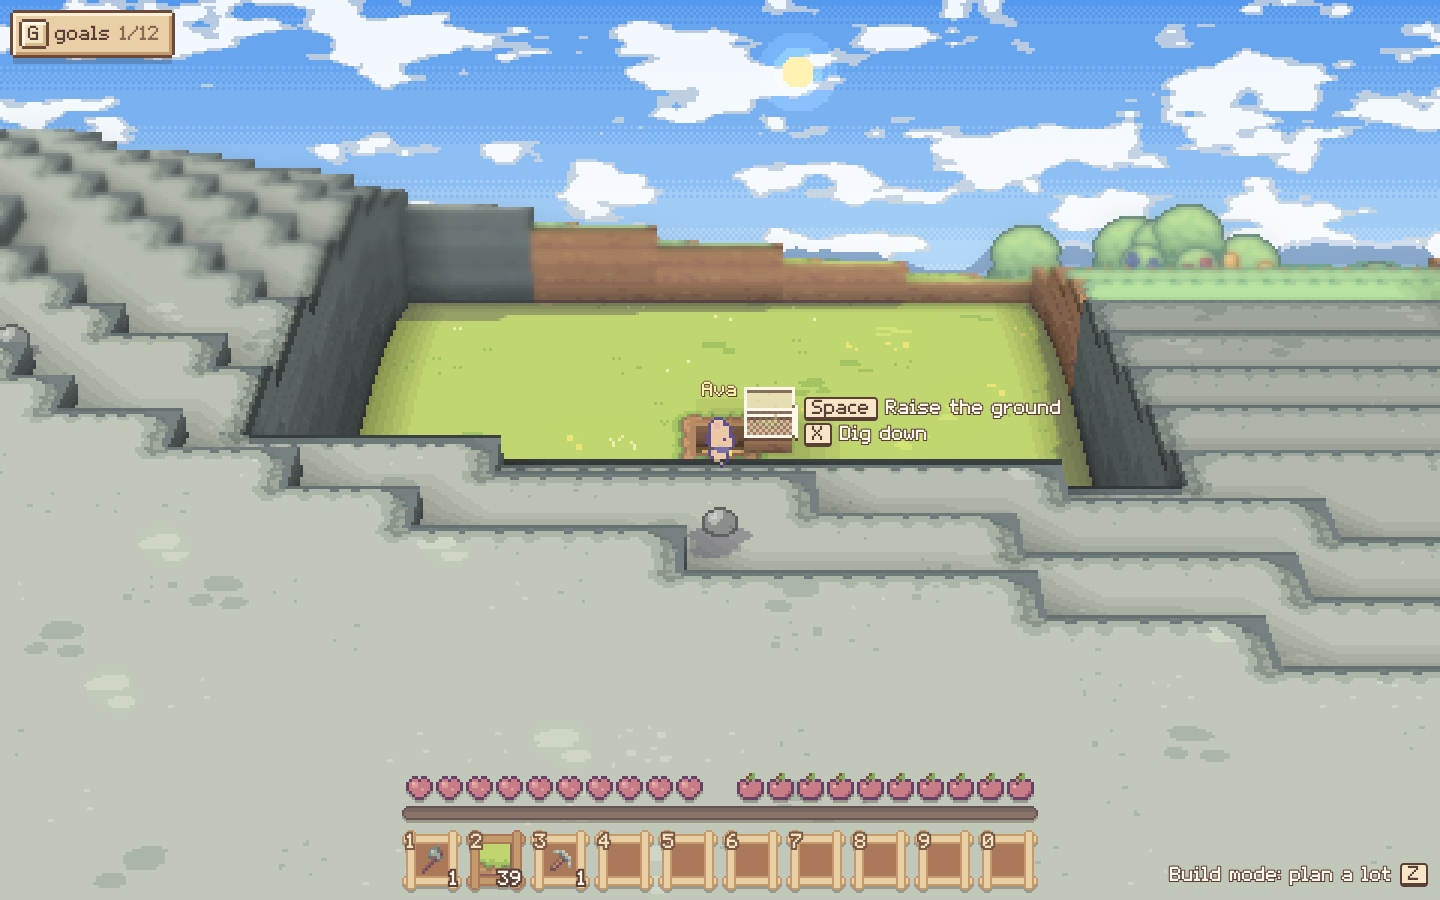 G goals 1/12
Ava
Space Raise the ground
X Dig down
1 2 3 4 5 6 7 8 9 0
1 39 1
Build mode: plan a lot Z